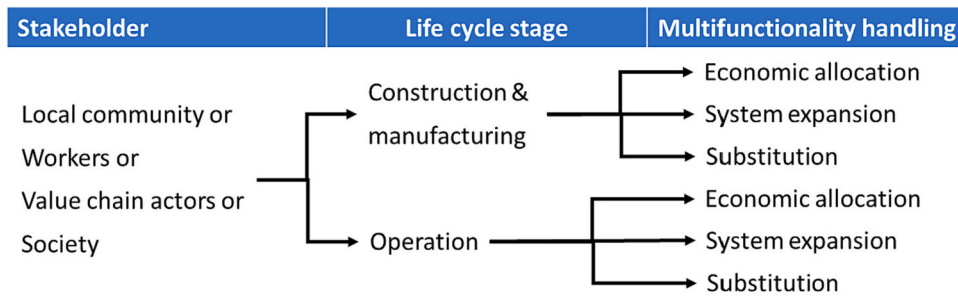 Stakeholder Life cycle stage Multifunctionality handling
Local community or
Workers or
Value chain actors or
Society
Construction &
manufacturing
Operation
Economic allocation
System expansion
Substitution
Economic allocation
System expansion
Substitution